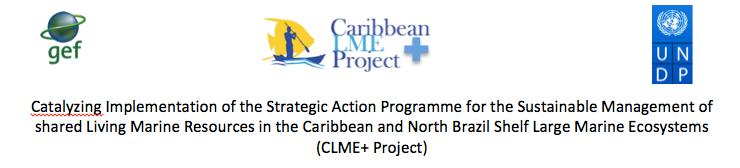 gef
Caribbean
LME
Project
U N
D P
Catalyzing Implementation of the Strategic Action Programme for the Sustainable Management of
shared Living Marine Resources in the Caribbean and North Brazil Shelf Large Marine Ecosystems
(CLME+ Project)